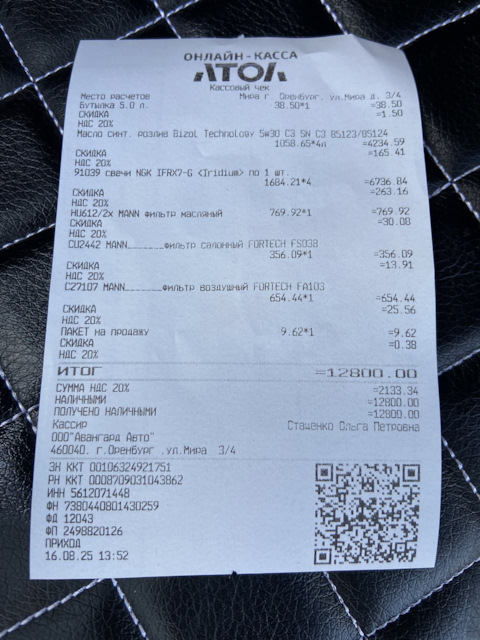 ОНЛАЙН-КАССА
АТОЛ
Кассовый чек
Место расчетов Мира г. Оренбург, ул.Мира д. 3/4
Бутылка 5.0 л. 38.50*1 =38.50
СКИДКА =1.50
НДС 20%
Масло синт. розлив Bizol Technology 5w30 C3 SN C3 85123/85124
1058.65*4л =4234.59
СКИДКА =165.41
НДС 20%
91039 свечи NGK IFRX7-G <Iridium> по 1 шт.
1684.21*4 =6736.84
СКИДКА =263.16
НДС 20%
HU612/2x MANN фильтр масляный 769.92*1 =769.92
СКИДКА =30.08
НДС 20%
CU2442 MANN_______фильтр салонный FORTECH FS038
356.09*1 =356.09
СКИДКА =13.91
НДС 20%
C27107 MANN_______фильтр воздушный FORTECH FA103
654.44*1 =654.44
СКИДКА =25.56
НДС 20%
ПАКЕТ на продажу 9.62*1 =9.62
СКИДКА =0.38
НДС 20%
ИТОГ =12800.00
СУММА НДС 20% =2133.34
НАЛИЧНЫМИ =12800.00
ПОЛУЧЕНО НАЛИЧНЫМИ =12800.00
Кассир Стаценко Ольга Петровна
ООО"Авангард Авто"
460040, г.Оренбург ,ул.Мира 3/4
ЗН ККТ 00106324921751
РН ККТ 0008709031043862
ИНН 5612071448
ФН 7380440801430259
ФД 12043
ФП 2498820126
ПРИХОД
16.08.25 13:52